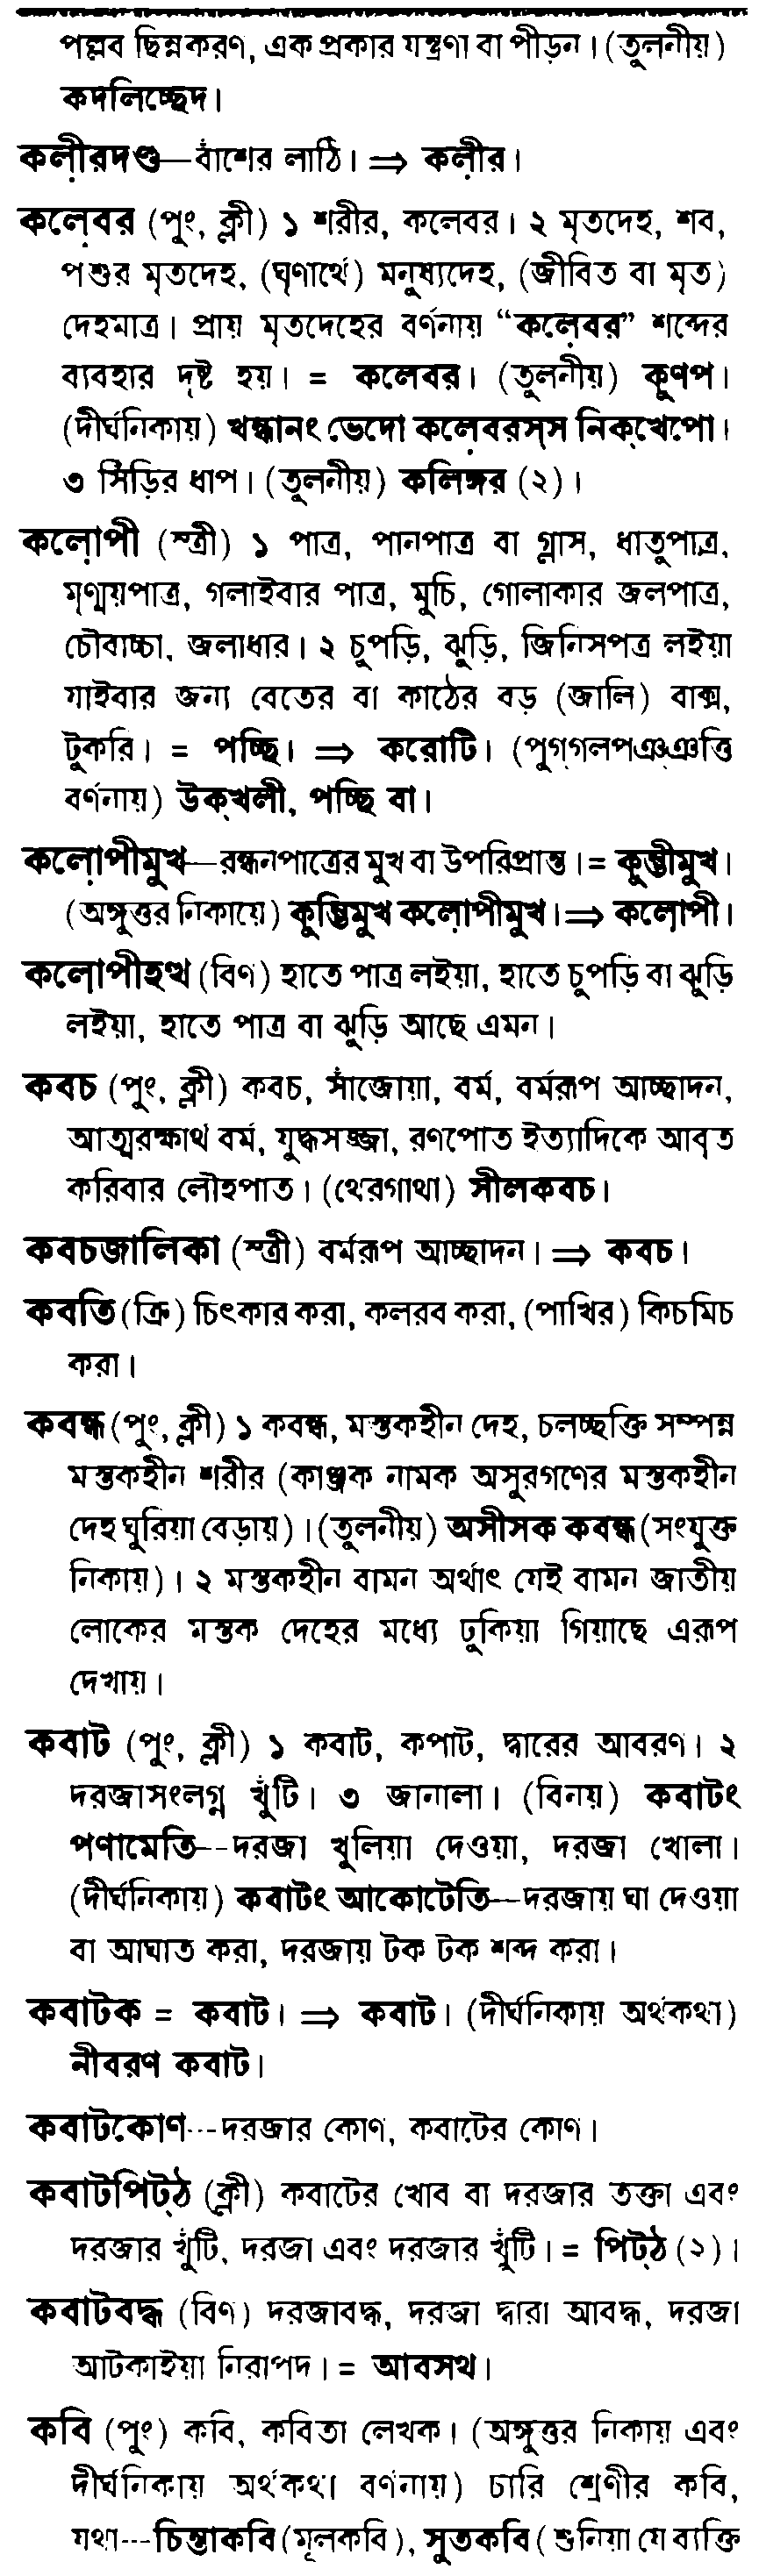 পল্লব ছিন্নকরণ, এক প্রকার যন্ত্রণা বা পীড়ন। (তুলনীয়)
কদলিচ্ছেদ।
কল়ীরদণ্ড—বাঁশের লাঠি। ⇒ কল়ীর।
কলে়বর (পুং, ক্লী) ১ শরীর, কলেবর। ২ মৃতদেহ, শব,
পশুর মৃতদেহ, (ঘৃণার্থে) মনুষ্যদেহ, (জীবিত বা মৃত)
দেহমাত্র। প্রায় মৃতদেহের বর্ণনায় “কলে়বর” শব্দের
ব্যবহার দৃষ্ট হয়। = কলেবর। (তুলনীয়) কুণপ।
(দীর্ঘনিকায়) খন্ধানং ভেদো কলে়বরস্‌স নিক্‌খেপো।
৩ সিঁড়ির ধাপ। (তুলনীয়) কলিঙ্গর (২)।
কলো়পী (স্ত্রী) ১ পাত্র, পানপাত্র বা গ্লাস, ধাতুপাত্র,
মৃণ্ময়পাত্র, গলাইবার পাত্র, মুচি, গোলাকার জলপাত্র,
চৌবাচ্চা, জলাধার। ২ চুপড়ি, ঝুড়ি, জিনিসপত্র লইয়া
যাইবার জন্য বেতের বা কাঠের বড় (জালি) বাক্স,
টুকরি। = পচ্ছি। ⇒ করোটি। (পুগ্‌গলপঞ্‌ঞত্তি
বর্ণনায়) উক্‌খলী, পচ্ছি বা।
কলো়পীমুখ—রন্ধনপাত্রের মুখ বা উপরিপ্রান্ত। = কুম্ভীমুখ।
(অঙ্গুত্তর নিকায়ে) কুম্ভিমুখ কলো়পীমুখ। ⇒ কলো়পী।
কলো়পীহত্থ (বিণ) হাতে পাত্র লইয়া, হাতে চুপড়ি বা ঝুড়ি
লইয়া, হাতে পাত্র বা ঝুড়ি আছে এমন।
কবচ (পুং, ক্লী) কবচ, সাঁজোয়া, বর্ম, বর্মরূপ আচ্ছাদন,
আত্মরক্ষার্থ বর্ম, যুদ্ধসজ্জা, রণপোত ইত্যাদিকে আবৃত
করিবার লৌহপাত। (থেরগাথা) সীলকবচ।
কবচজালিকা (স্ত্রী) বর্মরূপ আচ্ছাদন। ⇒ কবচ।
কবতি (ক্রি) চিৎকার করা, কলরব করা, (পাখির) কিচমিচ
করা।
কবন্ধ (পুং, ক্লী) ১ কবন্ধ, মস্তকহীন দেহ, চলচ্ছক্তি সম্পন্ন
মস্তকহীন শরীর (কাঞ্জক নামক অসুরগণের মস্তকহীন
দেহ ঘুরিয়া বেড়ায়)। (তুলনীয়) অসীসক কবন্ধ (সংযুক্ত
নিকায়)। ২ মস্তকহীন বামন অর্থাৎ যেই বামন জাতীয়
লোকের মস্তক দেহের মধ্যে ঢুকিয়া গিয়াছে এরূপ
দেখায়।
কবাট (পুং, ক্লী) ১ কবাট, কপাট, দ্বারের আবরণ। ২
দরজাসংলগ্ন খুঁটি। ৩ জানালা। (বিনয়) কবাটং
পণামেতি--দরজা খুলিয়া দেওয়া, দরজা খোলা।
(দীর্ঘনিকায়) কবাটং আকোটেতি—দরজায় ঘা দেওয়া
বা আঘাত করা, দরজায় টক টক শব্দ করা।
কবাটক = কবাট। ⇒ কবাট। (দীর্ঘনিকায় অর্থকথা)
নীবরণ কবাট।
কবাটকোণ---দরজার কোণ, কবাটের কোণ।
কবাটপিট্‌ঠ (ক্লী) কবাটের খোব বা দরজার তক্তা এবং
দরজার খুঁটি, দরজা এবং দরজার খুঁটি। = পিট্‌ঠ (২)।
কবাটবদ্ধ (বিণ) দরজাবদ্ধ, দরজা দ্বারা আবদ্ধ, দরজা
আটকাইয়া নিরাপদ। = আবসথ।
কবি (পুং) কবি, কবিতা লেখক। (অঙ্গুত্তর নিকায় এবং
দীর্ঘনিকায় অর্থকথা বর্ণনায়) চারি শ্রেণীর কবি,
যথা---চিন্তাকবি (মূলকবি), সুতকবি (শুনিয়া যে ব্যক্তি